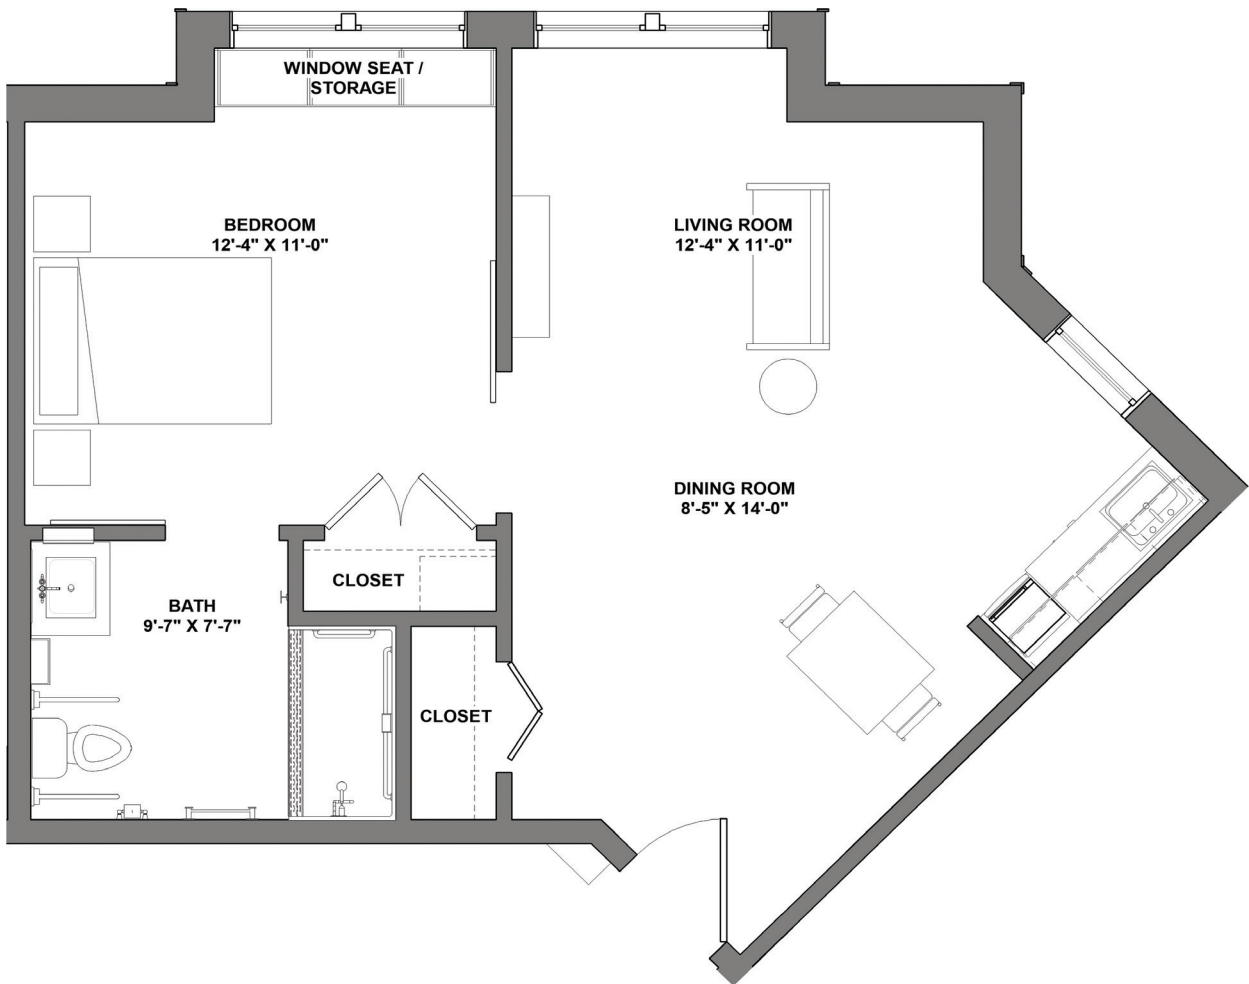 WINDOW SEAT /
STORAGE
BEDROOM
12'-4" X 11'-0"
LIVING ROOM
12'-4" X 11'-0"
DINING ROOM
8'-5" X 14'-0"
CLOSET
BATH
9'-7" X 7'-7"
CLOSET